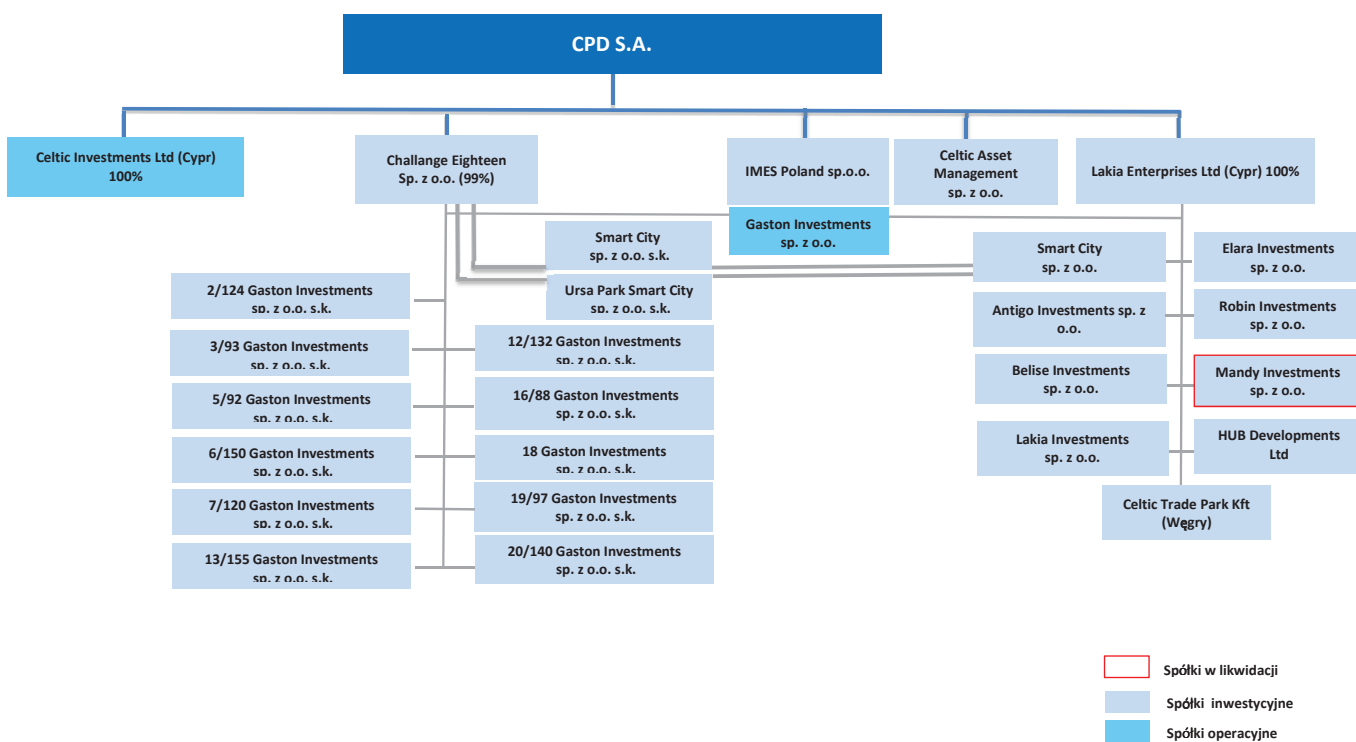 CPD S.A.
Celtic Investments Ltd (Cypr)
100%
Challange Eighteen
Sp. z o.o. (99%)
IMES Poland sp.o.o.
Celtic Asset
Management
sp. z o.o.
Lakia Enterprises Ltd (Cypr) 100%
Gaston Investments
sp. z o.o.
Smart City
sp. z o.o. s.k.
Ursa Park Smart City
sp. z o.o. s.k.
2/124 Gaston Investments
sp. z o.o. s.k.
3/93 Gaston Investments
sp. z o.o. s.k.
5/92 Gaston Investments
sp. z o.o. s.k.
6/150 Gaston Investments
sp. z o.o. s.k.
7/120 Gaston Investments
sp. z o.o. s.k.
13/155 Gaston Investments
sp. z o.o. s.k.
12/132 Gaston Investments
sp. z o.o. s.k.
16/88 Gaston Investments
sp. z o.o. s.k.
18 Gaston Investments
sp. z o.o. s.k.
19/97 Gaston Investments
sp. z o.o. s.k.
20/140 Gaston Investments
sp. z o.o. s.k.
Smart City
sp. z o.o.
Antigo Investments sp. z
o.o.
Belise Investments
sp. z o.o.
Lakia Investments
sp. z o.o.
Elara Investments
sp. z o.o.
Robin Investments
sp. z o.o.
Mandy Investments
sp. z o.o.
HUB Developments
Ltd
Celtic Trade Park Kft
(Węgry)
Spółki w likwidacji
Spółki inwestycyjne
Spółki operacyjne